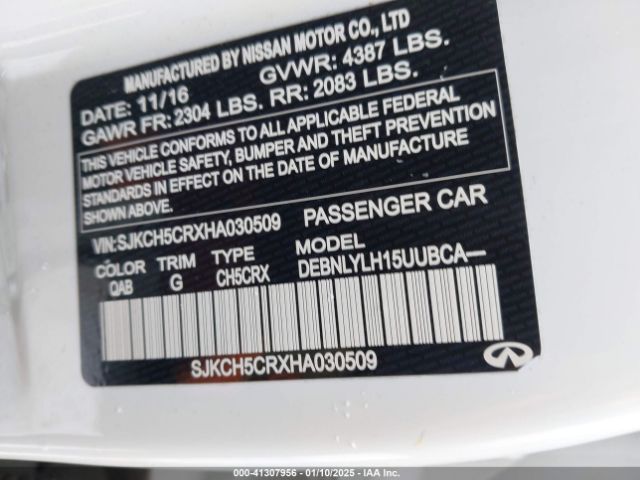 MANUFACTURED BY NISSAN MOTOR CO., LTD
DATE: 11/16 GVWR: 4387 LBS.
GAWR FR: 2304 LBS. RR: 2083 LBS.
THIS VEHICLE CONFORMS TO ALL APPLICABLE FEDERAL
MOTOR VEHICLE SAFETY, BUMPER AND THEFT PREVENTION
STANDARDS IN EFFECT ON THE DATE OF MANUFACTURE
SHOWN ABOVE.
VIN:SJKCH5CRXHA030509 PASSENGER CAR
COLOR TRIM TYPE MODEL
QAB G CH5CRX DEBNLYLH15UUBCA—
SJKCH5CRXHA030509
000-41307956 — 01/10/2025 — IAA Inc.